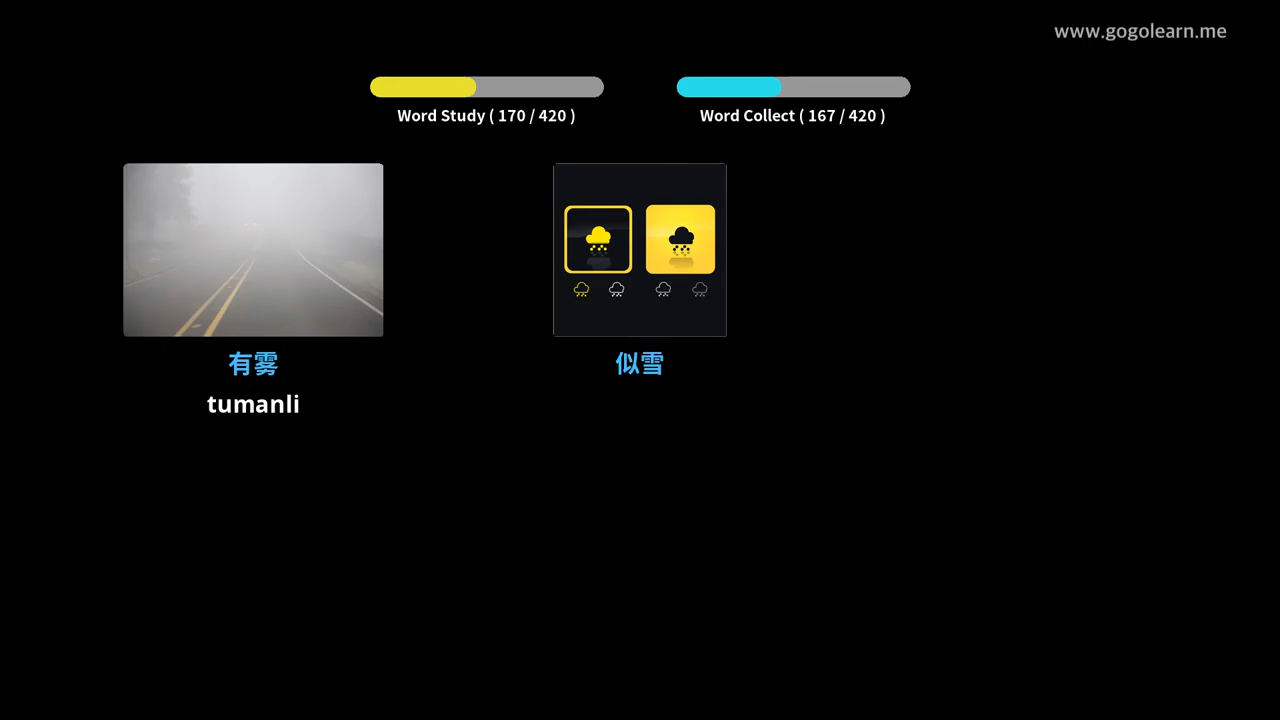 www.gogolearn.me
Word Study ( 170 / 420 )
Word Collect ( 167 / 420 )
有雾
似雪
tumanli